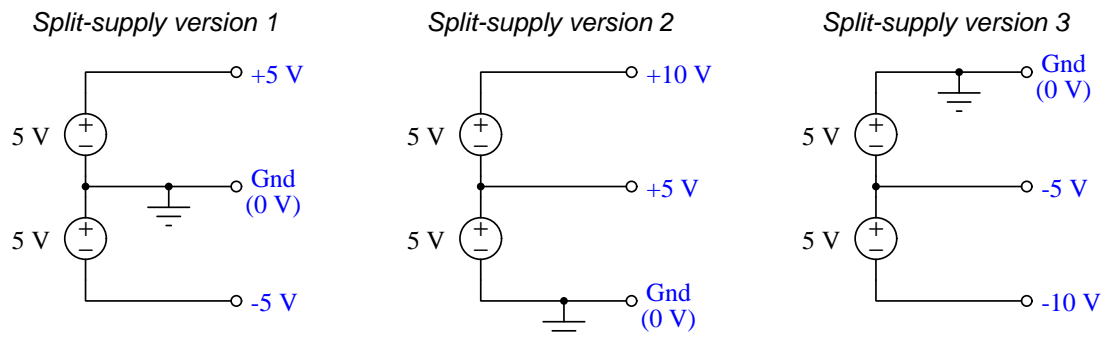 Split-supply version 1
+5 V
5 V
+
−
Gnd
(0 V)
5 V
+
−
-5 V
Split-supply version 2
+10 V
5 V
+
−
+5 V
5 V
+
−
Gnd
(0 V)
Split-supply version 3
Gnd
(0 V)
5 V
+
−
-5 V
5 V
+
−
-10 V